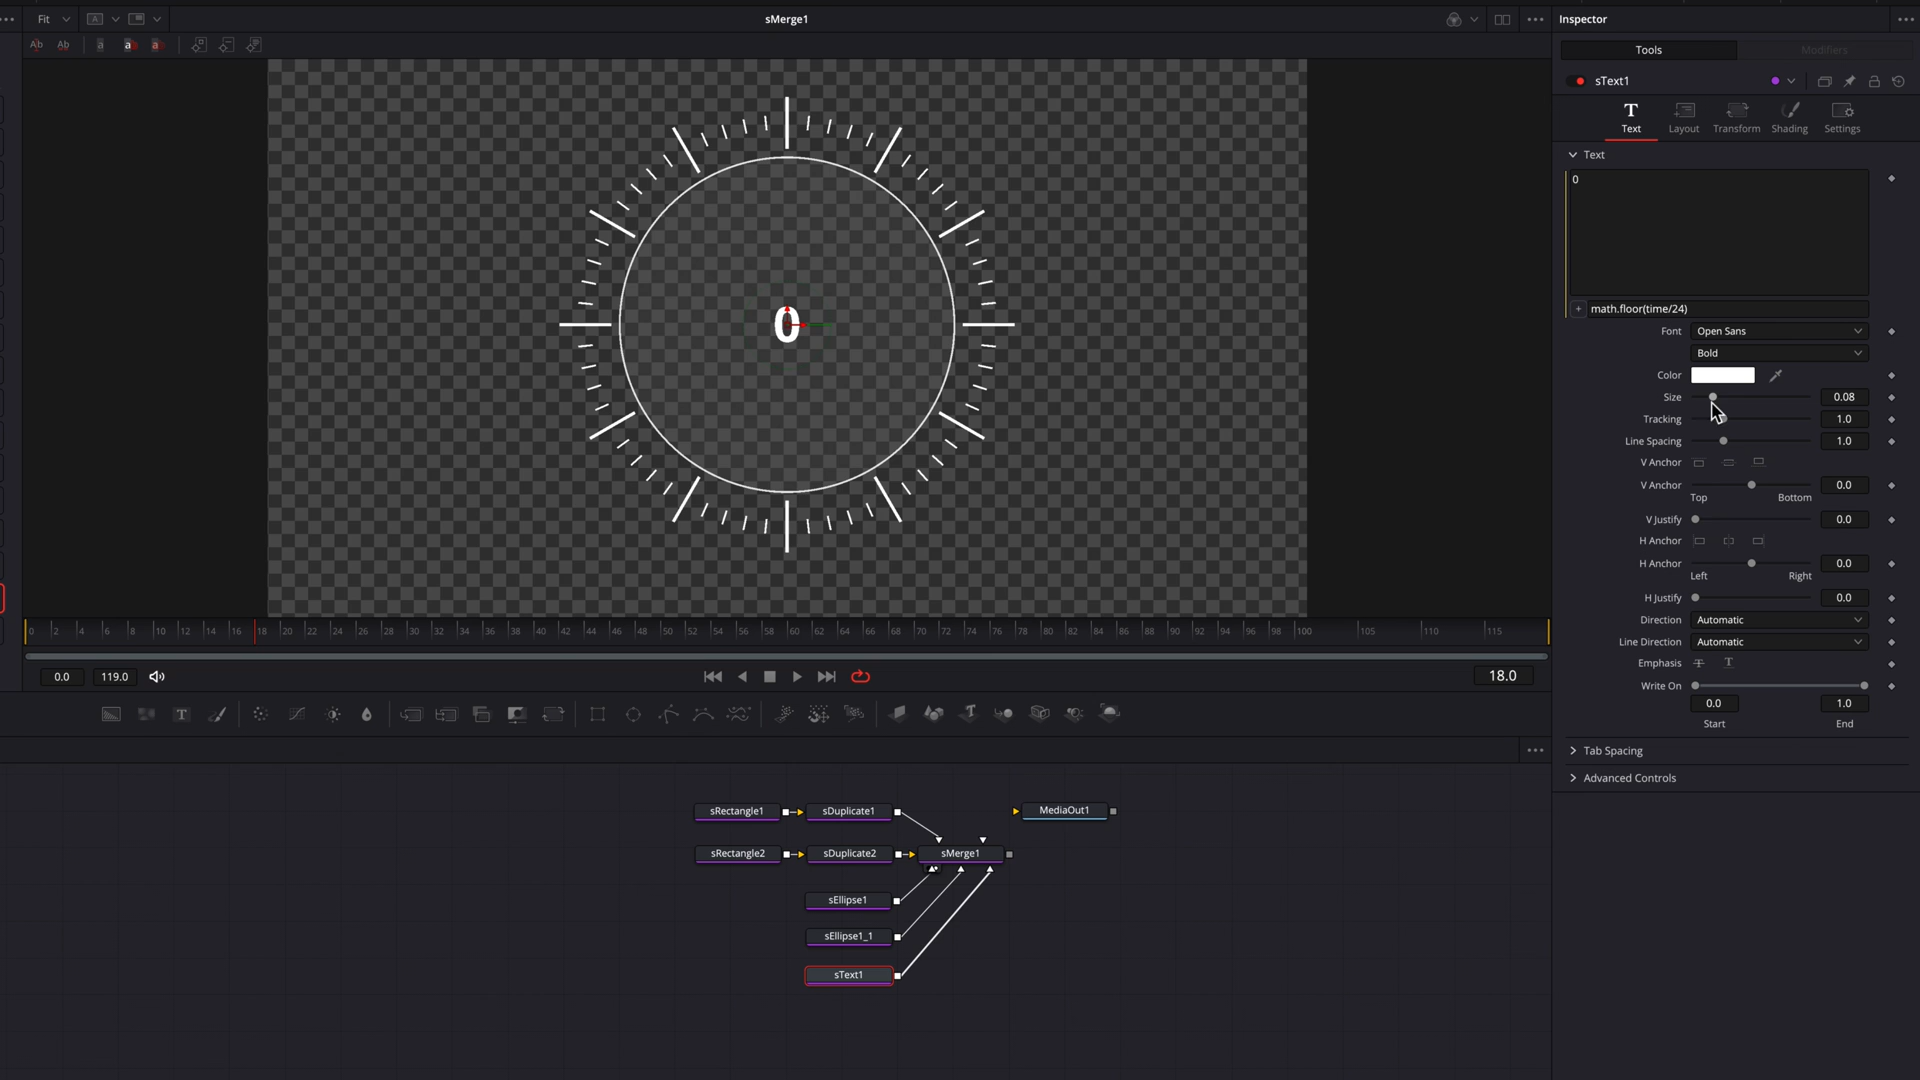 Fit
A
sMerge1
Inspector
Ab Ab a a a
Tools Modifiers
sText1
Text Layout Transform Shading Settings
Text
0
0
math.floor(time/24)
Font Open Sans
Bold
Color
Size 0.08
Tracking 1.0
Line Spacing 1.0
V Anchor
V Anchor 0.0
Top Bottom
V Justify 0.0
H Anchor
H Anchor 0.0
Left Right
H Justify 0.0
Direction Automatic
Line Direction Automatic
Emphasis T T
Write On
0.0 1.0
Start End
Tab Spacing
Advanced Controls
0 2 4 6 8 10 12 14 16 18 20 22 24 26 28 30 32 34 36 38 40 42 44 46 48 50 52 54 56 58 60 62 64 66 68 70 72 74 76 78 80 82 84 86 88 90 92 94 96 98 100 105 110 115
0.0 119.0 18.0
T T
sRectangle1 sDuplicate1 MediaOut1
sRectangle2 sDuplicate2 sMerge1
sEllipse1
sEllipse1_1
sText1